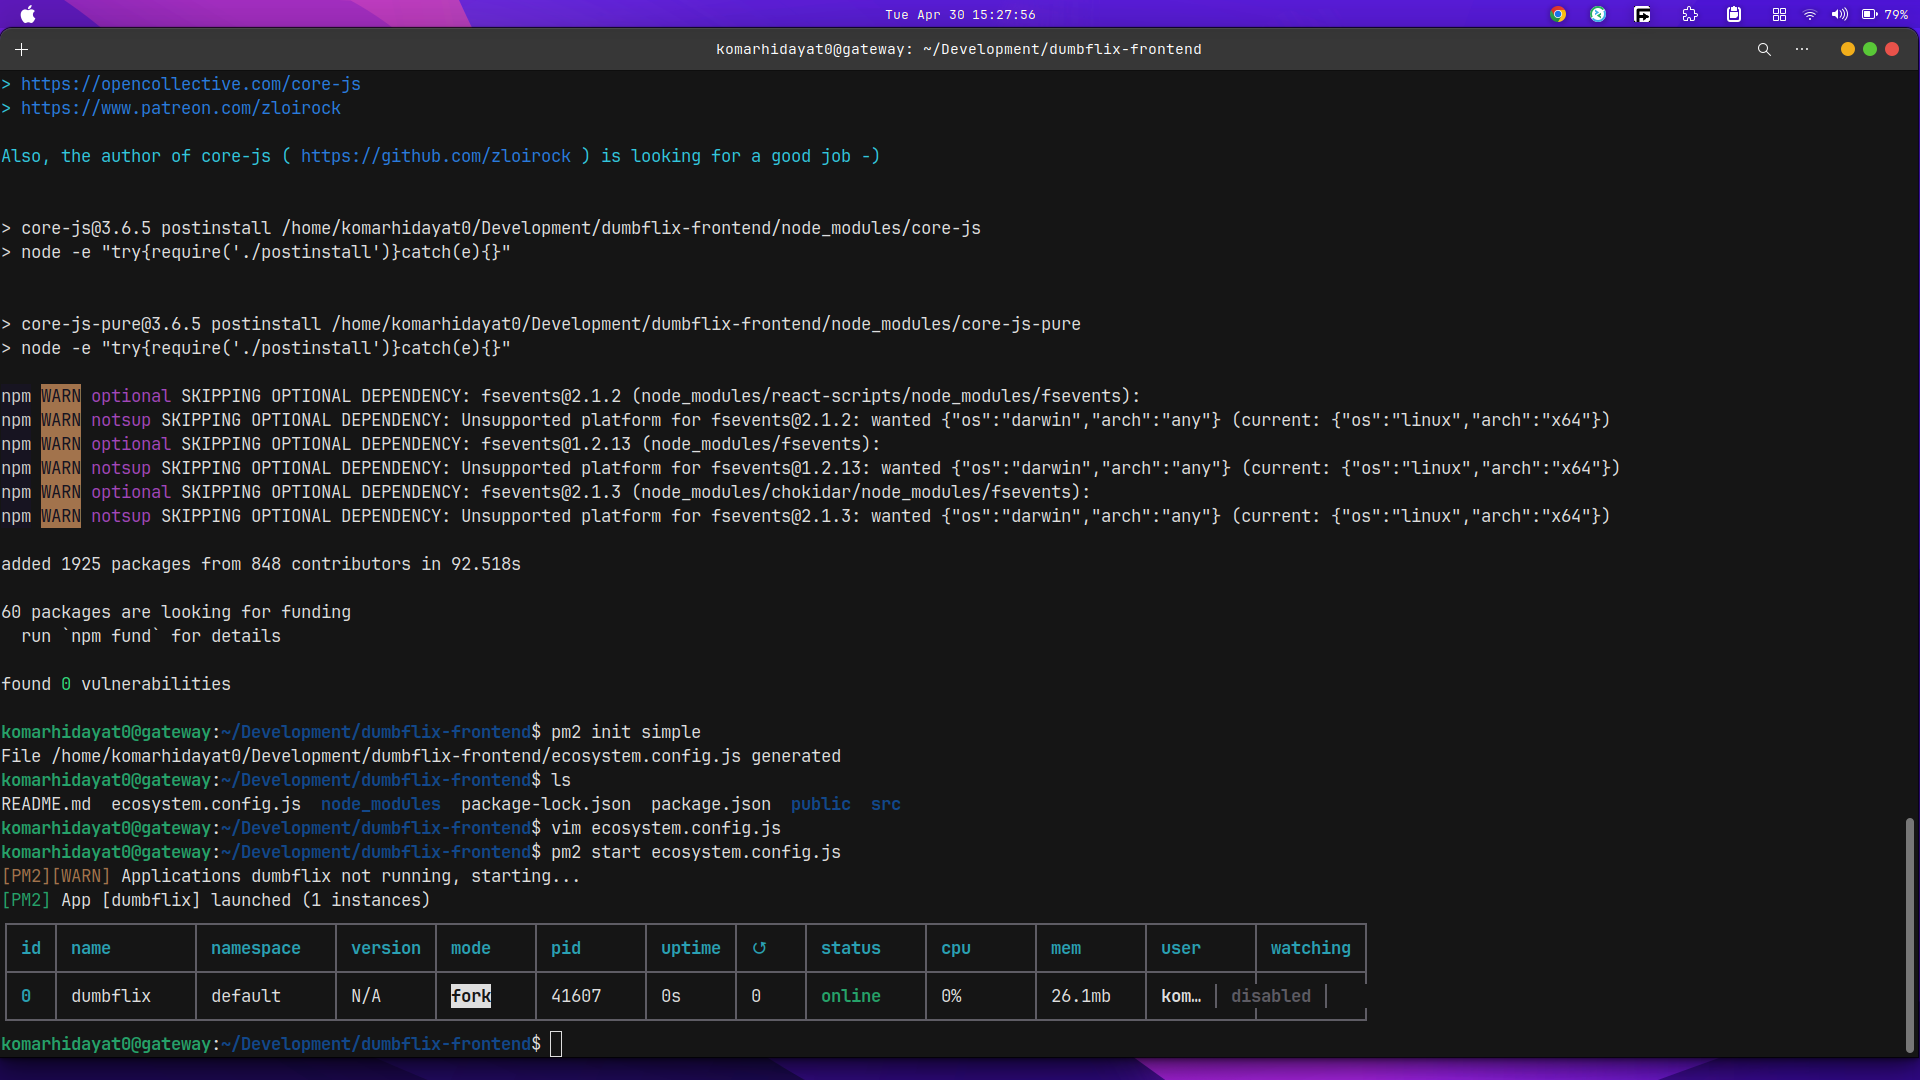 Tue Apr 30 15:27:56
79%
komarhidayat0@gateway: ~/Development/dumbflix-frontend
> https://opencollective.com/core-js
> https://www.patreon.com/zloirock
Also, the author of core-js ( https://github.com/zloirock ) is looking for a good job -)
> core-js@3.6.5 postinstall /home/komarhidayat0/Development/dumbflix-frontend/node_modules/core-js
> node -e "try{require('./postinstall')}catch(e){}"
> core-js-pure@3.6.5 postinstall /home/komarhidayat0/Development/dumbflix-frontend/node_modules/core-js-pure
> node -e "try{require('./postinstall')}catch(e){}"
npm WARN optional SKIPPING OPTIONAL DEPENDENCY: fsevents@2.1.2 (node_modules/react-scripts/node_modules/fsevents):
npm WARN notsup SKIPPING OPTIONAL DEPENDENCY: Unsupported platform for fsevents@2.1.2: wanted {"os":"darwin","arch":"any"} (current: {"os":"linux","arch":"x64"})
npm WARN optional SKIPPING OPTIONAL DEPENDENCY: fsevents@1.2.13 (node_modules/fsevents):
npm WARN notsup SKIPPING OPTIONAL DEPENDENCY: Unsupported platform for fsevents@1.2.13: wanted {"os":"darwin","arch":"any"} (current: {"os":"linux","arch":"x64"})
npm WARN optional SKIPPING OPTIONAL DEPENDENCY: fsevents@2.1.3 (node_modules/chokidar/node_modules/fsevents):
npm WARN notsup SKIPPING OPTIONAL DEPENDENCY: Unsupported platform for fsevents@2.1.3: wanted {"os":"darwin","arch":"any"} (current: {"os":"linux","arch":"x64"})
added 1925 packages from 848 contributors in 92.518s
60 packages are looking for funding
run `npm fund` for details
found 0 vulnerabilities
komarhidayat0@gateway:~/Development/dumbflix-frontend$ pm2 init simple
File /home/komarhidayat0/Development/dumbflix-frontend/ecosystem.config.js generated
komarhidayat0@gateway:~/Development/dumbflix-frontend$ ls
README.md ecosystem.config.js node_modules package-lock.json package.json public src
komarhidayat0@gateway:~/Development/dumbflix-frontend$ vim ecosystem.config.js
komarhidayat0@gateway:~/Development/dumbflix-frontend$ pm2 start ecosystem.config.js
[PM2][WARN] Applications dumbflix not running, starting...
[PM2] App [dumbflix] launched (1 instances)
id name namespace version mode pid uptime ↺ status cpu mem user watching
0 dumbflix default N/A fork 41607 0s 0 online 0% 26.1mb kom… disabled
komarhidayat0@gateway:~/Development/dumbflix-frontend$